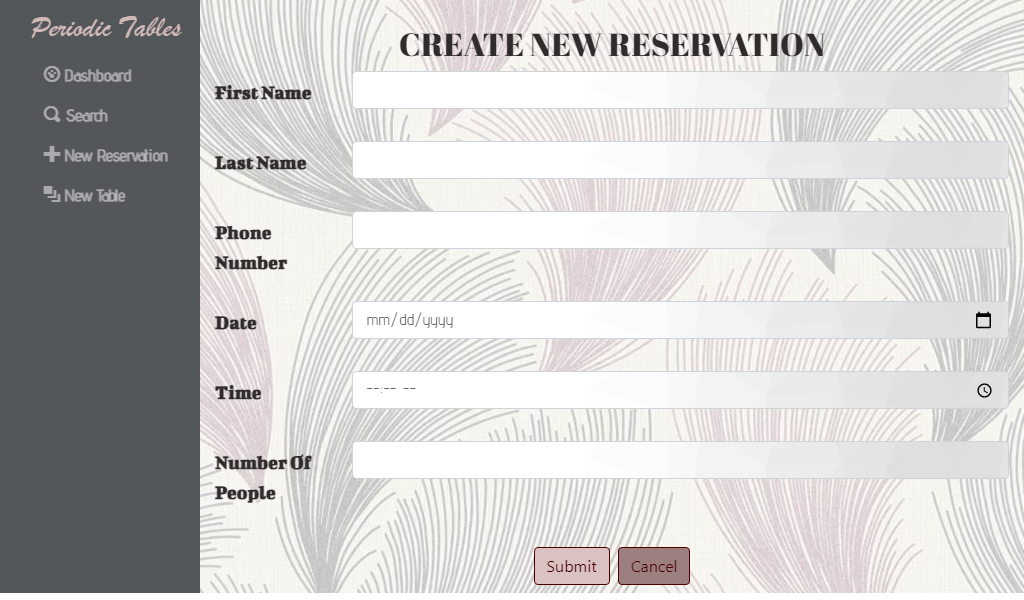 Periodic Tables
Dashboard
Search
New Reservation
New Table
CREATE NEW RESERVATION
First Name
Last Name
Phone
Number
Date
mm/dd/yyyy
Time
--:-- --
Number Of
People
Submit
Cancel